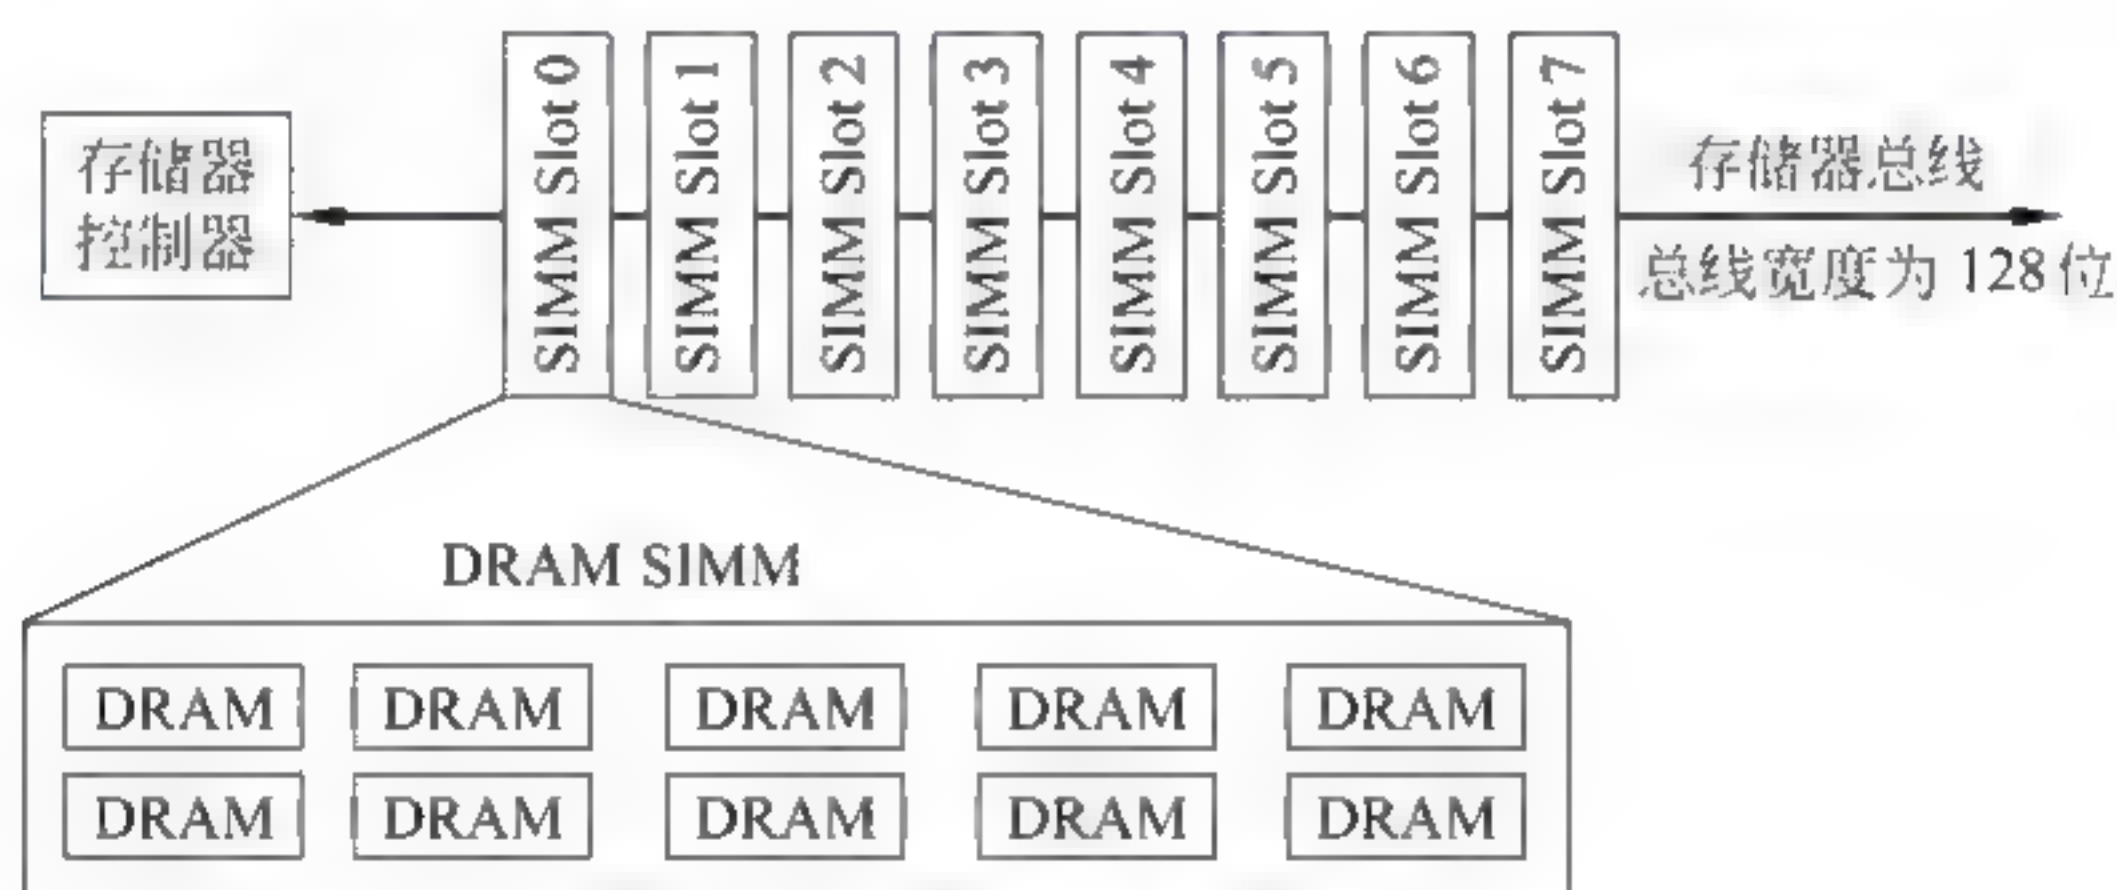 存储器
控制器
SIMM Slot 0
SIMM Slot 1
SIMM Slot 2
SIMM Slot 3
SIMM Slot 4
SIMM Slot 5
SIMM Slot 6
SIMM Slot 7
存储器总线
总线宽度为 128 位
DRAM SIMM
DRAM DRAM DRAM DRAM DRAM
DRAM DRAM DRAM DRAM DRAM